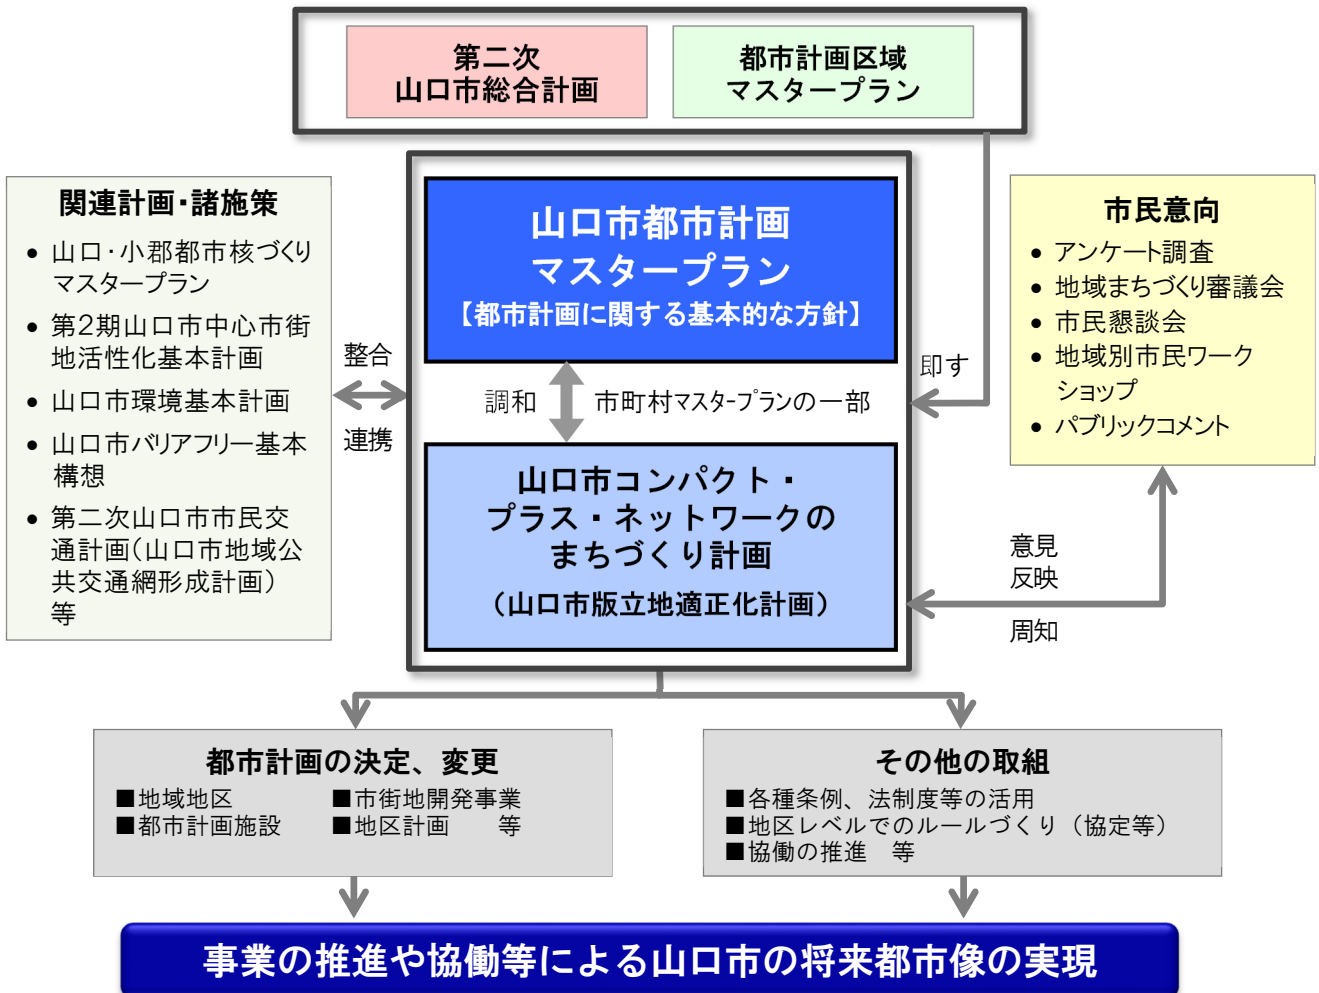 第二次
山口市総合計画
都市計画区域
マスタープラン
関連計画・諸施策
• 山口・小郡都市核づくり
マスタープラン
• 第2期山口市中心市街
地活性化基本計画
• 山口市環境基本計画
• 山口市バリアフリー基本
構想
• 第二次山口市市民交
通計画(山口市地域公
共交通網形成計画)
等
整合
連携
山口市都市計画
マスタープラン
【都市計画に関する基本的な方針】
調和
市町村マスタープランの一部
山口市コンパクト・
プラス・ネットワークの
まちづくり計画
（山口市版立地適正化計画）
即す
市民意向
• アンケート調査
• 地域まちづくり審議会
• 市民懇談会
• 地域別市民ワーク
ショップ
• パブリックコメント
意見
反映
周知
都市計画の決定、変更
■地域地区 ■市街地開発事業
■都市計画施設 ■地区計画 等
その他の取組
■各種条例、法制度等の活用
■地区レベルでのルールづくり（協定等）
■協働の推進 等
事業の推進や協働等による山口市の将来都市像の実現